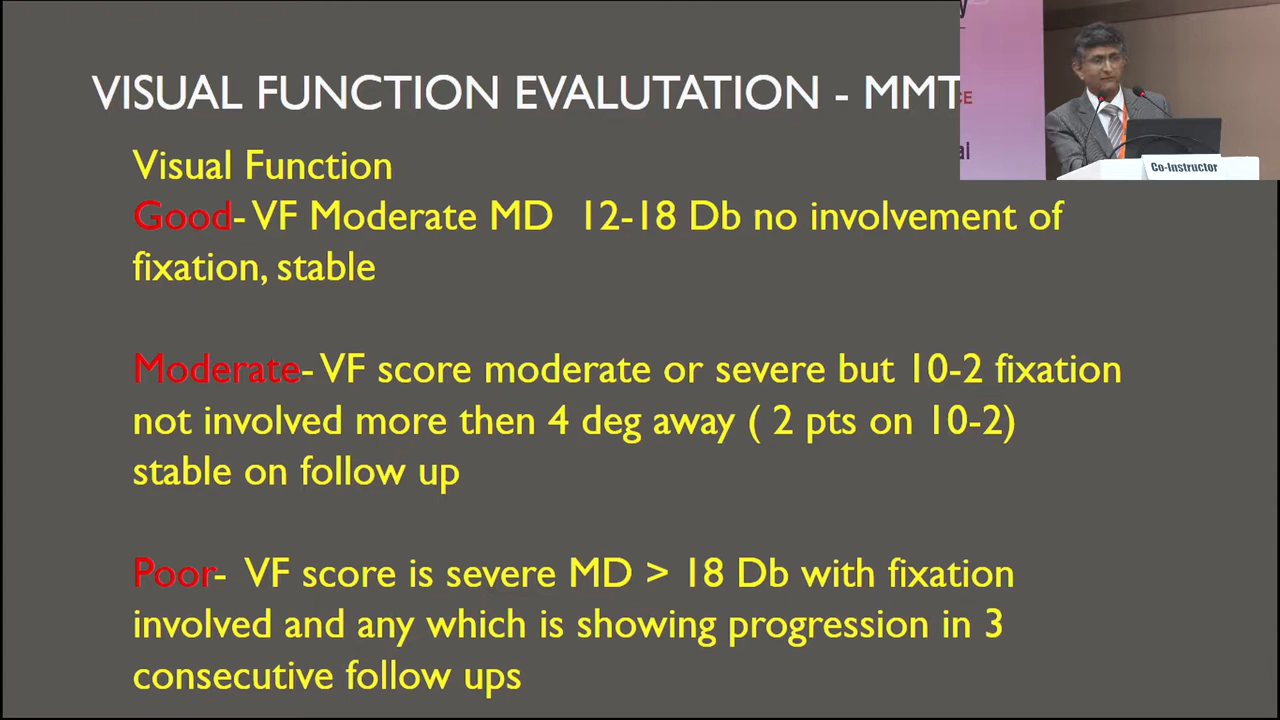 VISUAL FUNCTION EVALUTATION - MMT
Visual Function
Good- VF Moderate MD 12-18 Db no involvement of
fixation, stable
Moderate- VF score moderate or severe but 10-2 fixation
not involved more then 4 deg away ( 2 pts on 10-2)
stable on follow up
Poor- VF score is severe MD > 18 Db with fixation
involved and any which is showing progression in 3
consecutive follow ups
Co-Instructor